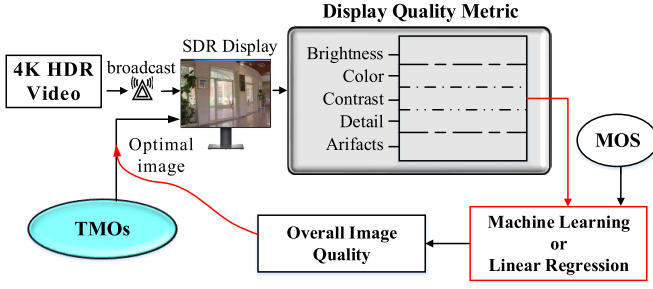 Display Quality Metric
4K HDR
Video
broadcast
SDR Display
Brightness
Color
Contrast
Detail
Arifacts
MOS
Optimal
image
TMOs
Overall Image
Quality
Machine Learning
or
Linear Regression